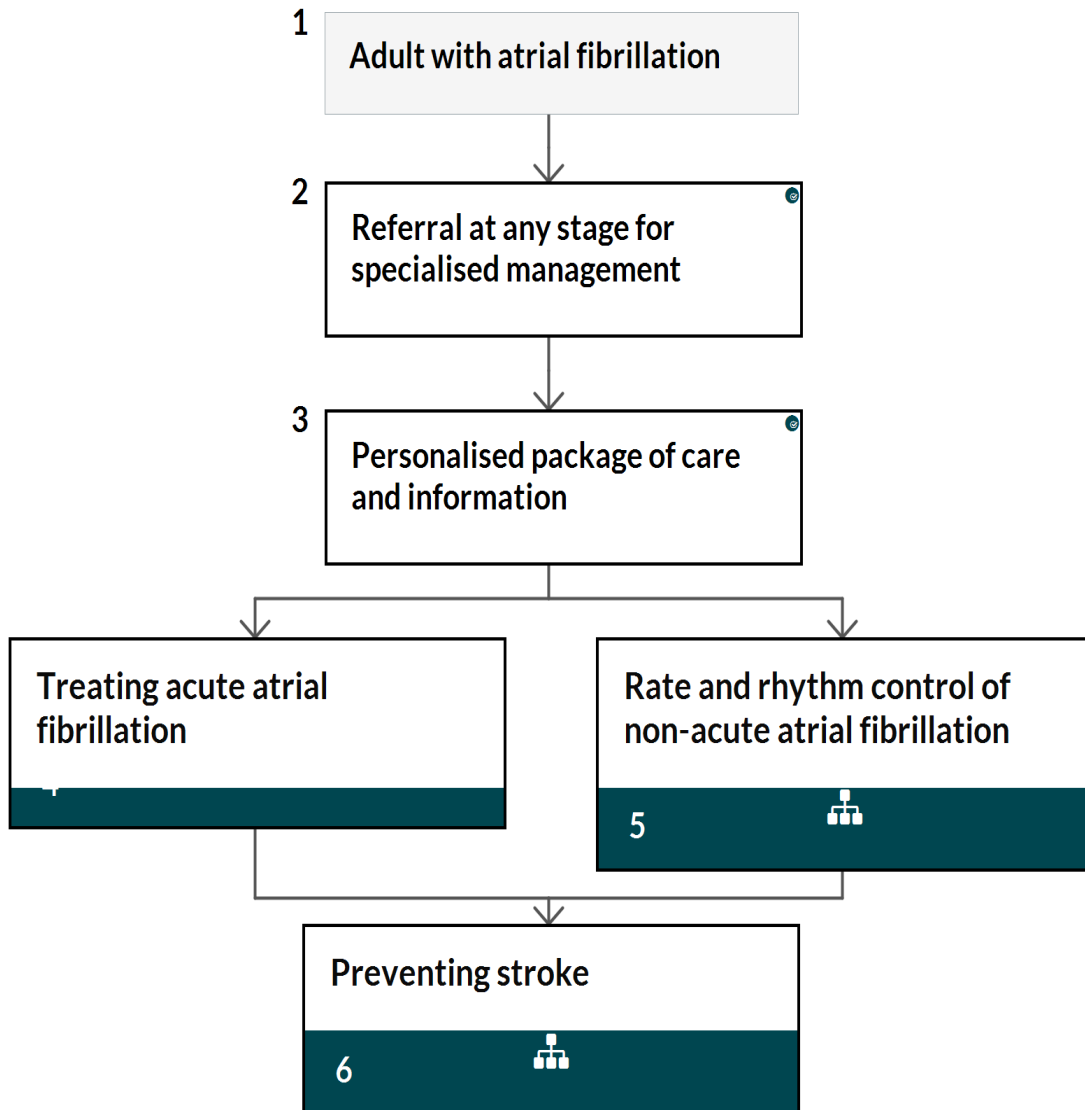 1
Adult with atrial fibrillation
2
Referral at any stage for
specialised management
3
Personalised package of care
and information
Treating acute atrial
fibrillation
Rate and rhythm control of
non-acute atrial fibrillation
4
5
Preventing stroke
6